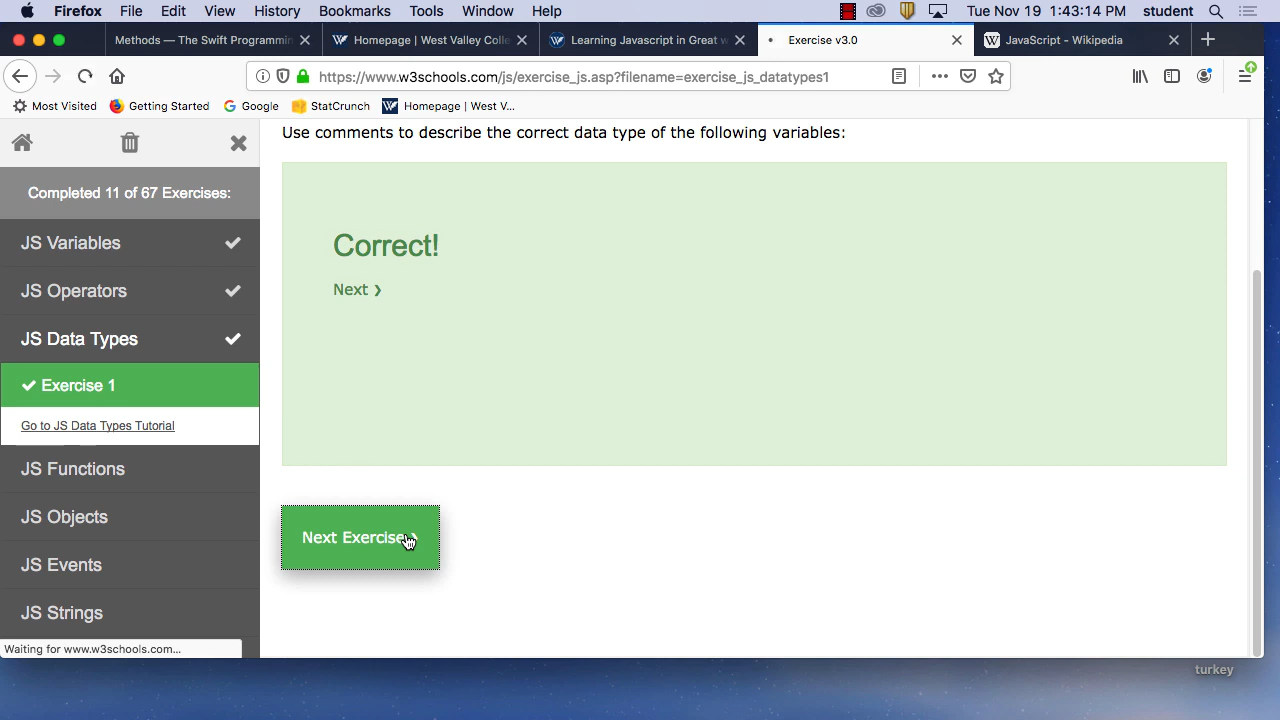 Firefox File Edit View History Bookmarks Tools Window Help Tue Nov 19 1:43:14 PM student
Methods — The Swift Programmin Homepage | West Valley Colle Learning Javascript in Great w Exercise v3.0 JavaScript - Wikipedia
https://www.w3schools.com/js/exercise_js.asp?filename=exercise_js_datatypes1
Most Visited Getting Started Google StatCrunch Homepage | West V...
Use comments to describe the correct data type of the following variables:
Completed 11 of 67 Exercises:
JS Variables
JS Operators
JS Data Types
Exercise 1
Go to JS Data Types Tutorial
JS Functions
JS Objects
JS Events
JS Strings
Correct!
Next ❯
Next Exercise
Waiting for www.w3schools.com...
turkey